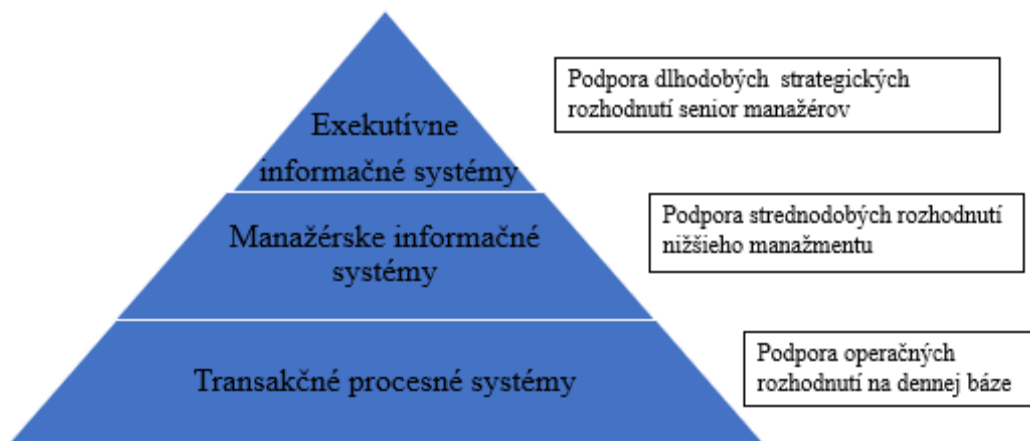 Podpora dlhodobých strategických
rozhodnutí senior manažérov
Exekutívne
informačné systémy
Podpora strednodobých rozhodnutí
nižšieho manažmentu
Manažérske informačné
systémy
Podpora operačných
rozhodnutí na dennej báze
Transakčné procesné systémy